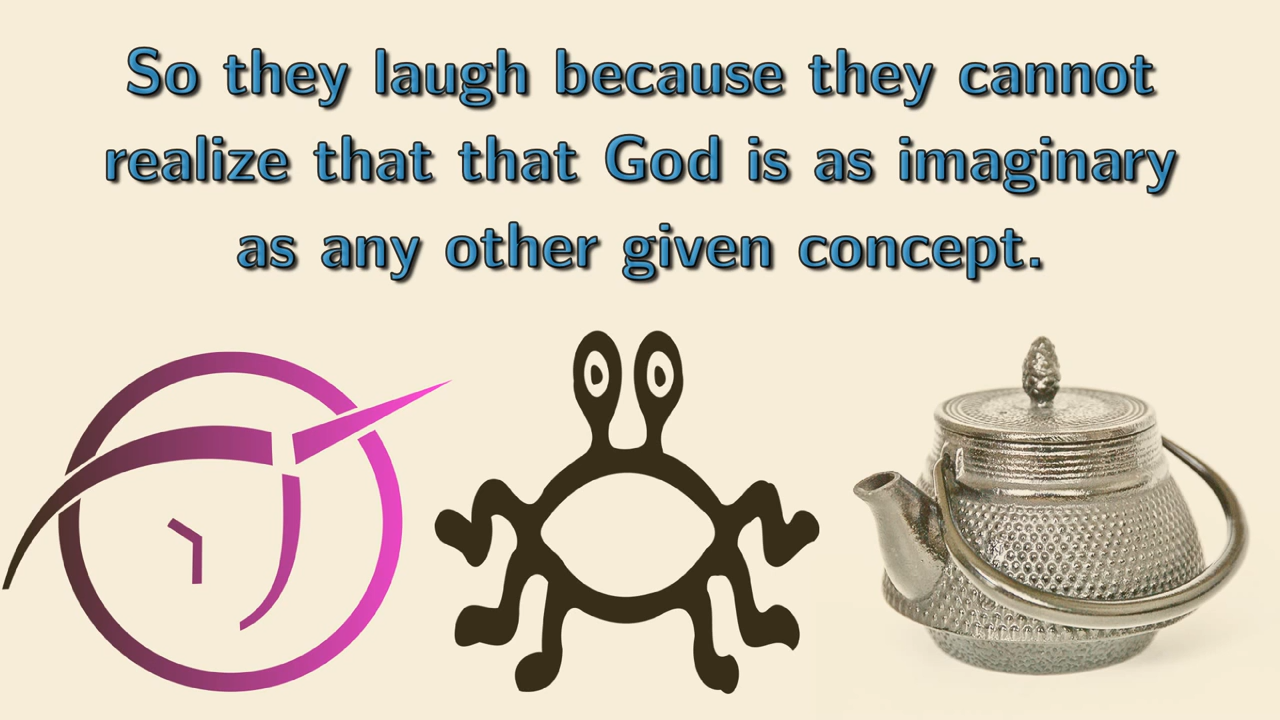 So they laugh because they cannot
realize that that God is as imaginary
as any other given concept.